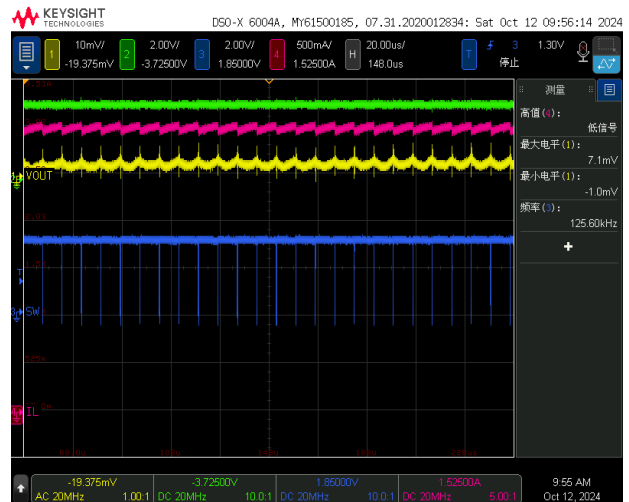 KEYSIGHT
TECHNOLOGIES
DSO-X 6004A, MY61500185, 07.31.2020012834: Sat Oct 12 09:56:14 2024
1 10mV/ -19.375mV
2 2.00V/ -3.72500V
3 2.00V/ 1.85000V
4 500mA/ 1.52500A
H 20.00us/ 148.0us
T 3 1.30V
停止
测量
高值(4):
低信号
最大电平(1):
7.1mV
最小电平(1):
-1.0mV
频率(3):
125.60kHz
+
VOUT
SW
IL
-19.375mV
AC 20MHz 1.00:1
-3.72500V
DC 20MHz 10.0:1
1.85000V
DC 20MHz 10.0:1
1.52500A
DC 20MHz 5.00:1
9:55 AM
Oct 12, 2024